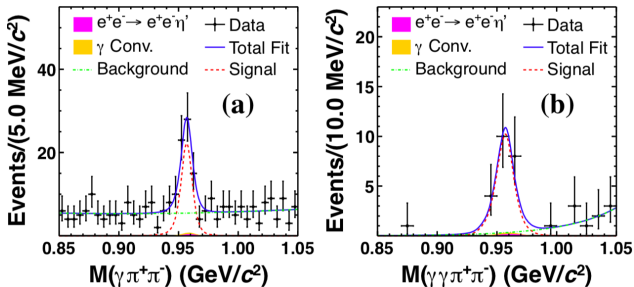 Events/(5.0 MeV/c²)
50
40
20
e⁺e⁻→ e⁺e⁻η′
γ Conv.
Background
Data
Total Fit
Signal
(a)
0.85 0.90 0.95 1.00 1.05
M(γπ⁺π⁻) (GeV/c²)
Events/(10.0 MeV/c²)
20
15
10
5
e⁺e⁻→ e⁺e⁻η′
γ Conv.
Background
Data
Total Fit
Signal
(b)
0.85 0.90 0.95 1.00 1.05
M(γγπ⁺π⁻) (GeV/c²)